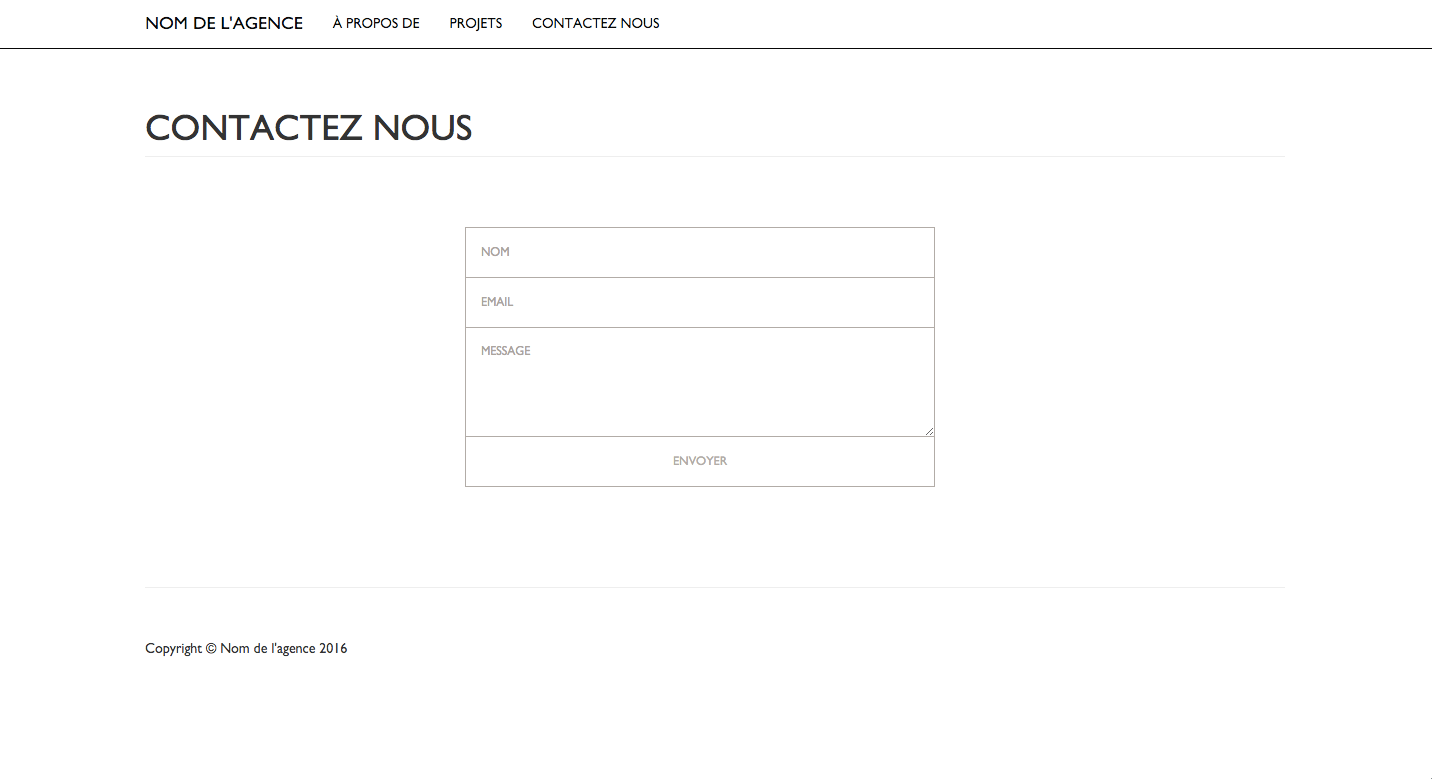 NOM DE L'AGENCE À PROPOS DE PROJETS CONTACTEZ NOUS
CONTACTEZ NOUS
NOM
EMAIL
MESSAGE
ENVOYER
Copyright © Nom de l'agence 2016